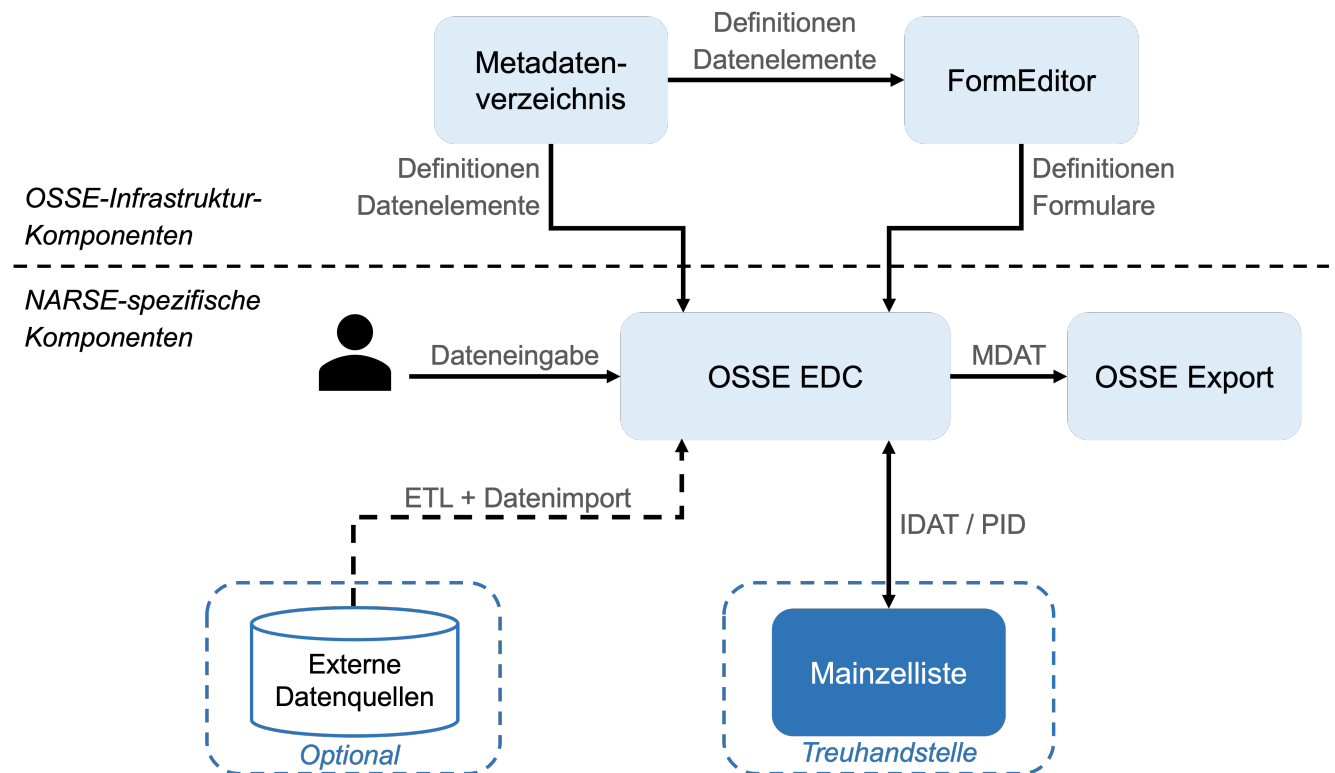 Definitionen
Datenelemente
Metadaten-
verzeichnis
FormEditor
Definitionen
Datenelemente
Definitionen
Formulare
OSSE-Infrastruktur-
Komponenten
NARSE-spezifische
Komponenten
Dateneingabe
OSSE EDC
MDAT
OSSE Export
ETL + Datenimport
IDAT / PID
Externe
Datenquellen
Optional
Mainzelliste
Treuhandstelle